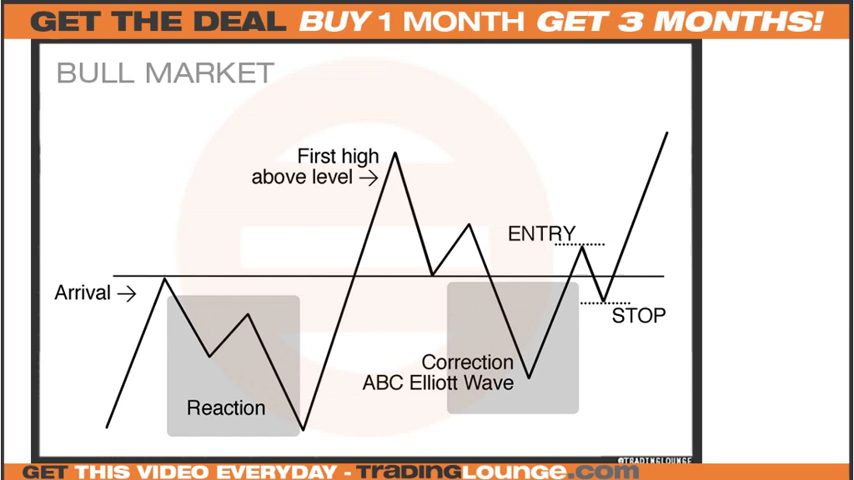 GET THE DEAL BUY 1 MONTH GET 3 MONTHS!
BULL MARKET
First high
above level →
ENTRY
Arrival →
STOP
Correction
ABC Elliott Wave
Reaction
@TRADINGLOUNGE
GET THIS VIDEO EVERYDAY - TradingLounge.com